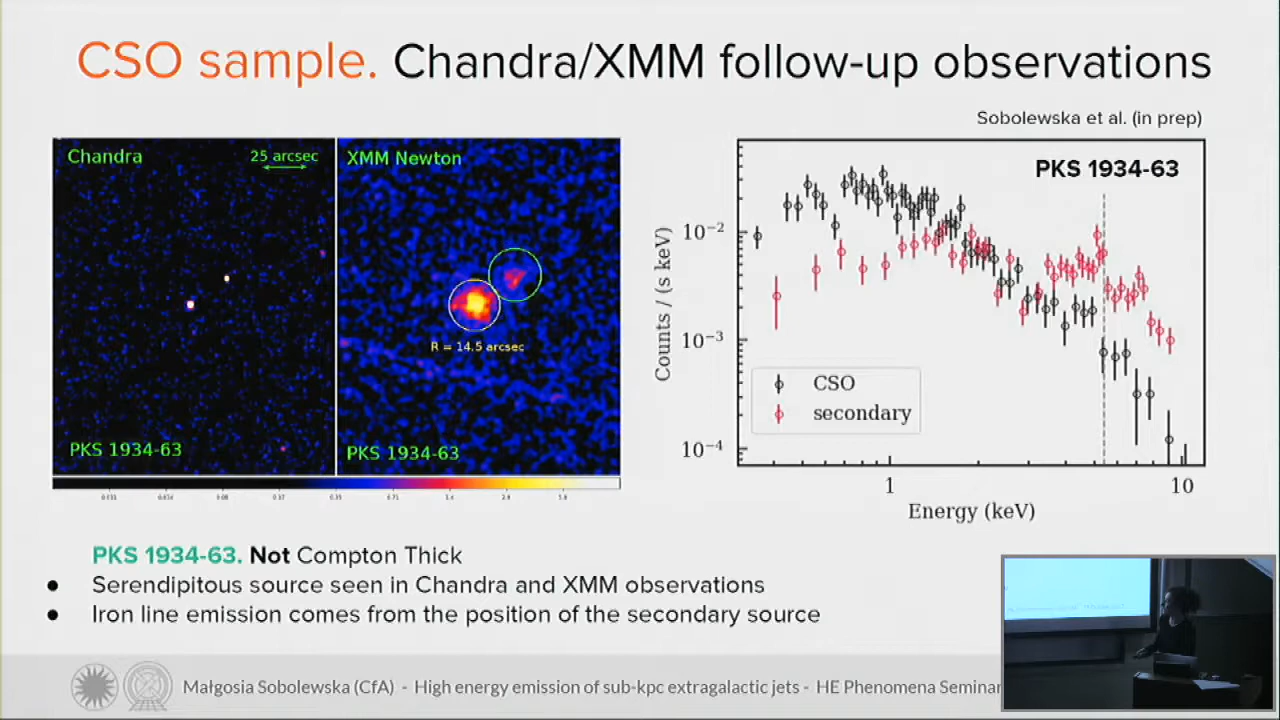 CSO sample. Chandra/XMM follow-up observations
Sobolewska et al. (in prep)
Chandra
25 arcsec
XMM Newton
R = 14.5 arcsec
PKS 1934-63
PKS 1934-63
PKS 1934-63
Counts / (s keV)
10⁻²
10⁻³
10⁻⁴
CSO
secondary
1
10
Energy (keV)
PKS 1934-63. Not Compton Thick
● Serendipitous source seen in Chandra and XMM observations
● Iron line emission comes from the position of the secondary source
Małgosia Sobolewska (CfA) - High energy emission of sub-kpc extragalactic jets - HE Phenomena Seminar